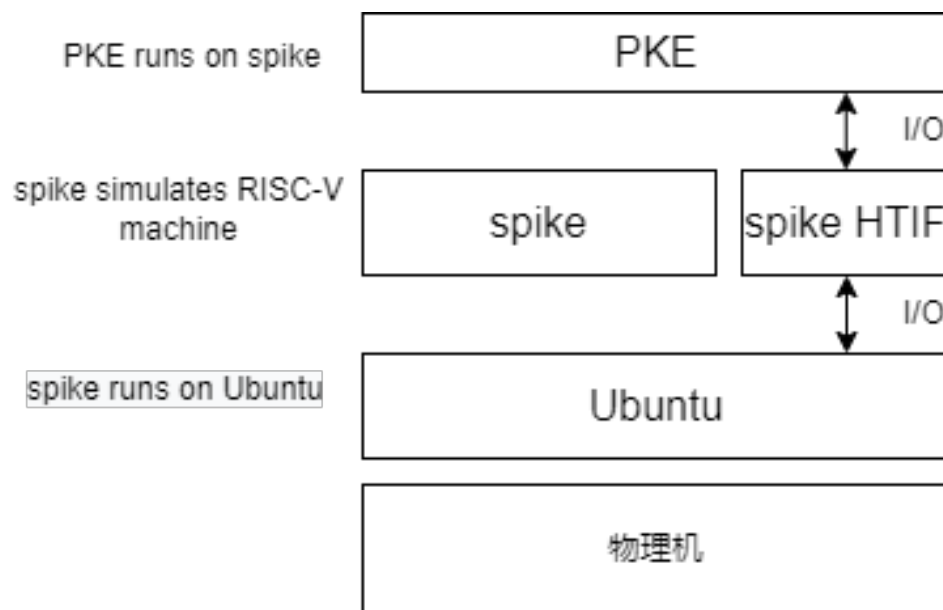 PKE runs on spike
PKE
I/O
spike simulates RISC-V
machine
spike
spike HTIF
I/O
spike runs on Ubuntu
Ubuntu
物理机